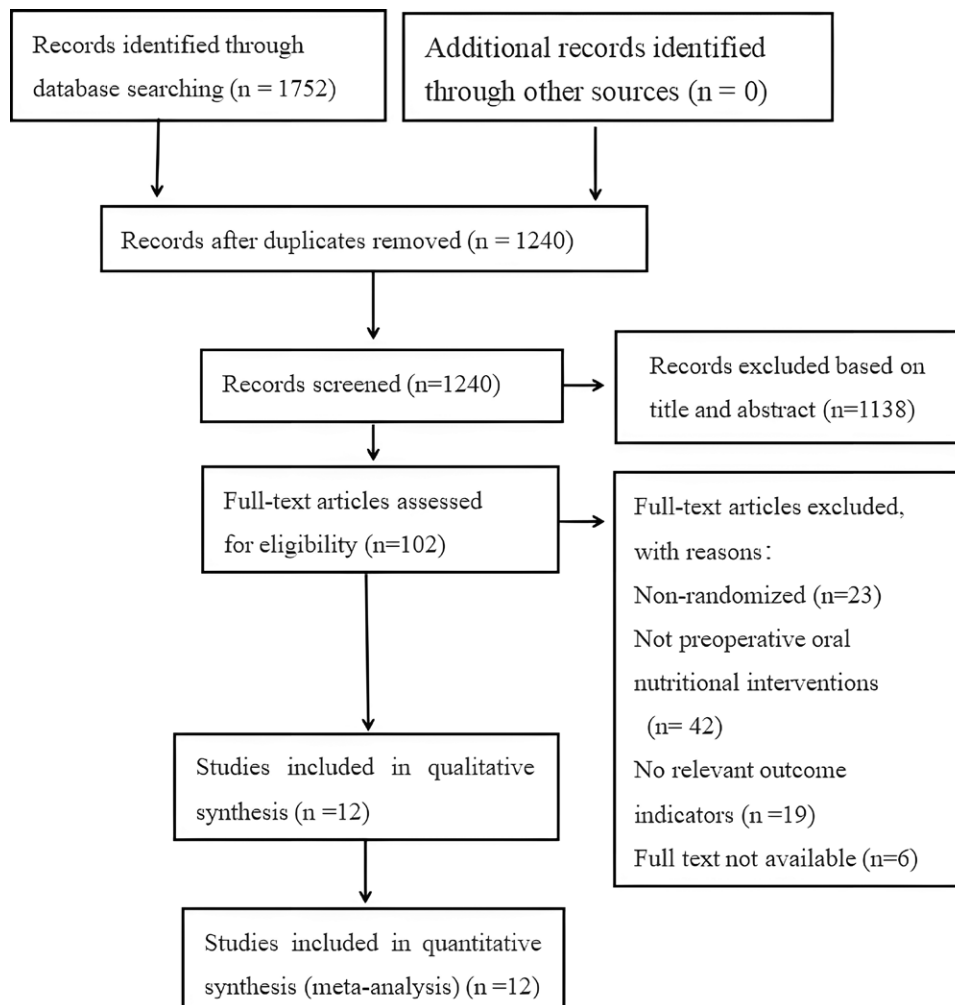 Records identified through
database searching (n = 1752)
Additional records identified
through other sources (n = 0)
Records after duplicates removed (n = 1240)
Records screened (n=1240)
Records excluded based on
title and abstract (n=1138)
Full-text articles assessed
for eligibility (n=102)
Full-text articles excluded,
with reasons：
Non-randomized (n=23)
Not preoperative oral
nutritional interventions
(n= 42)
No relevant outcome
indicators (n =19)
Full text not available (n=6)
Studies included in qualitative
synthesis (n =12)
Studies included in quantitative
synthesis (meta-analysis) (n =12)